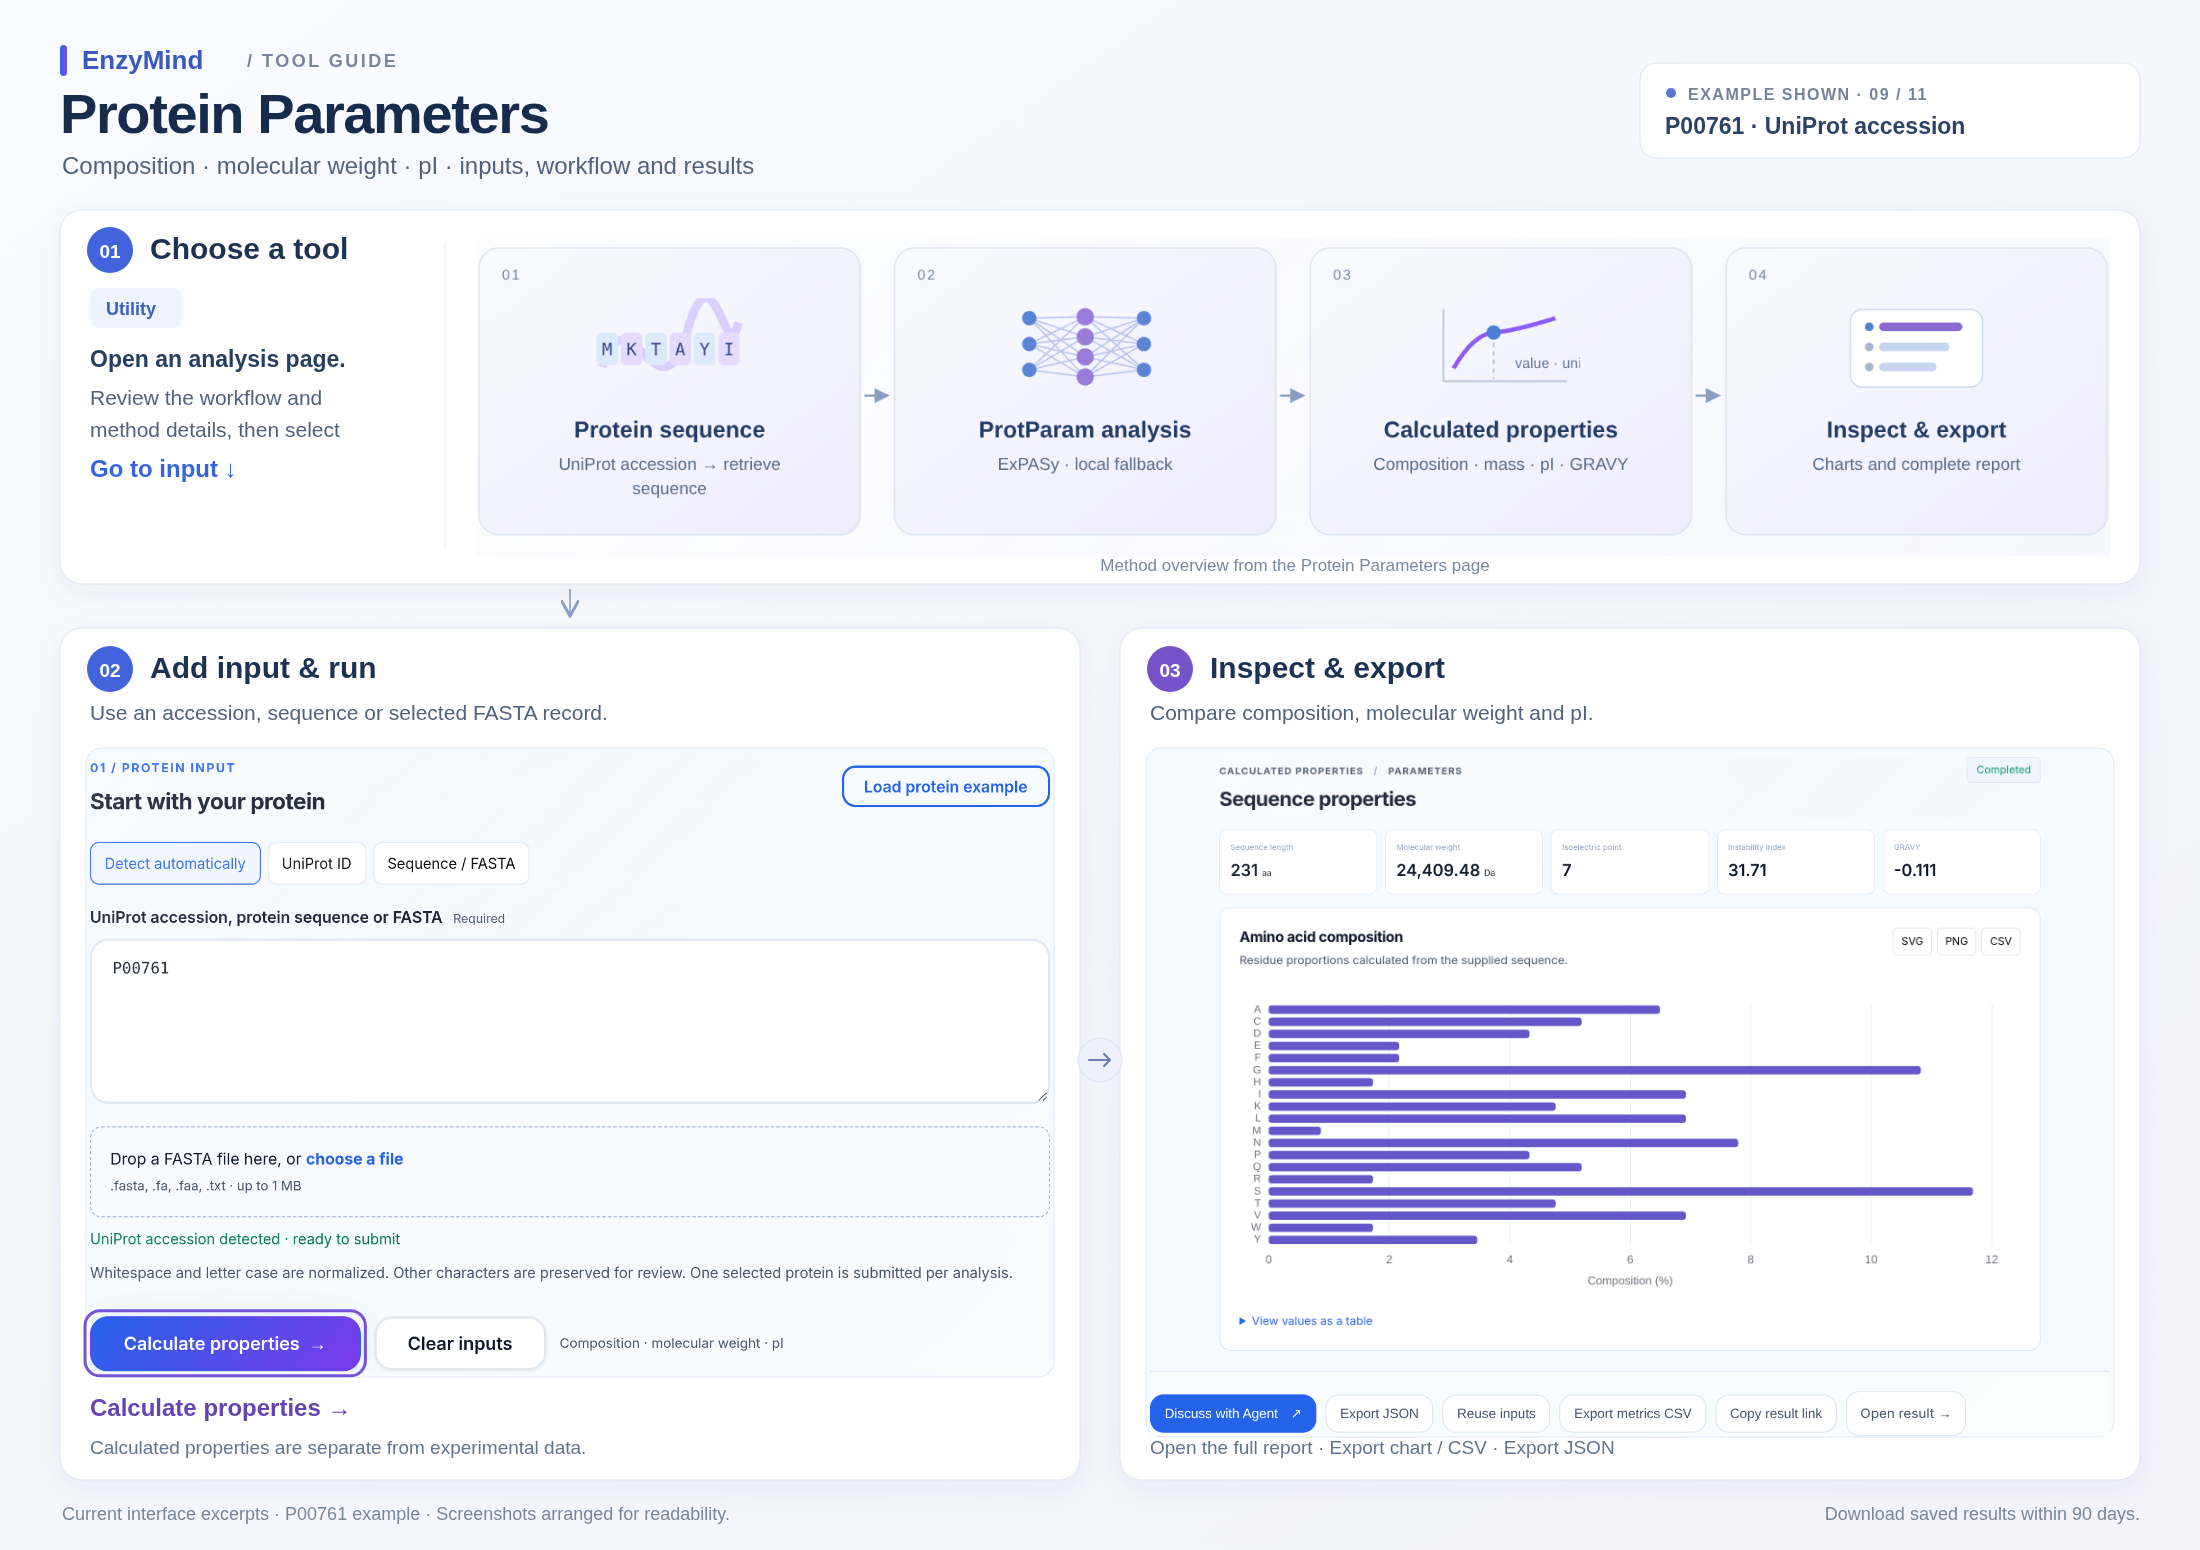 EnzyMind / TOOL GUIDE
Protein Parameters
Composition · molecular weight · pI · inputs, workflow and results
EXAMPLE SHOWN · 09 / 11
P00761 · UniProt accession
01 Choose a tool
Utility
Open an analysis page.
Review the workflow and
method details, then select
Go to input ↓
01
M K T A Y I
Protein sequence
UniProt accession → retrieve
sequence
02
ProtParam analysis
ExPASy · local fallback
03
value · uni
Calculated properties
Composition · mass · pI · GRAVY
04
Inspect & export
Charts and complete report
Method overview from the Protein Parameters page
02 Add input & run
Use an accession, sequence or selected FASTA record.
01 / PROTEIN INPUT
Start with your protein
Load protein example
Detect automatically UniProt ID Sequence / FASTA
UniProt accession, protein sequence or FASTA Required
P00761
Drop a FASTA file here, or choose a file
.fasta, .fa, .faa, .txt · up to 1 MB
UniProt accession detected · ready to submit
Whitespace and letter case are normalized. Other characters are preserved for review. One selected protein is submitted per analysis.
Calculate properties → Clear inputs Composition · molecular weight · pI
Calculate properties →
Calculated properties are separate from experimental data.
03 Inspect & export
Compare composition, molecular weight and pI.
CALCULATED PROPERTIES / PARAMETERS
Completed
Sequence properties
Sequence length
231 aa
Molecular weight
24,409.48 Da
Isoelectric point
7
Instability index
31.71
GRAVY
-0.111
Amino acid composition
SVG PNG CSV
Residue proportions calculated from the supplied sequence.
A
C
D
E
F
G
H
I
K
L
M
N
P
Q
R
S
T
V
W
Y
0 2 4 6 8 10 12
Composition (%)
▶ View values as a table
Discuss with Agent ↗ Export JSON Reuse inputs Export metrics CSV Copy result link Open result →
Open the full report · Export chart / CSV · Export JSON
Current interface excerpts · P00761 example · Screenshots arranged for readability.
Download saved results within 90 days.